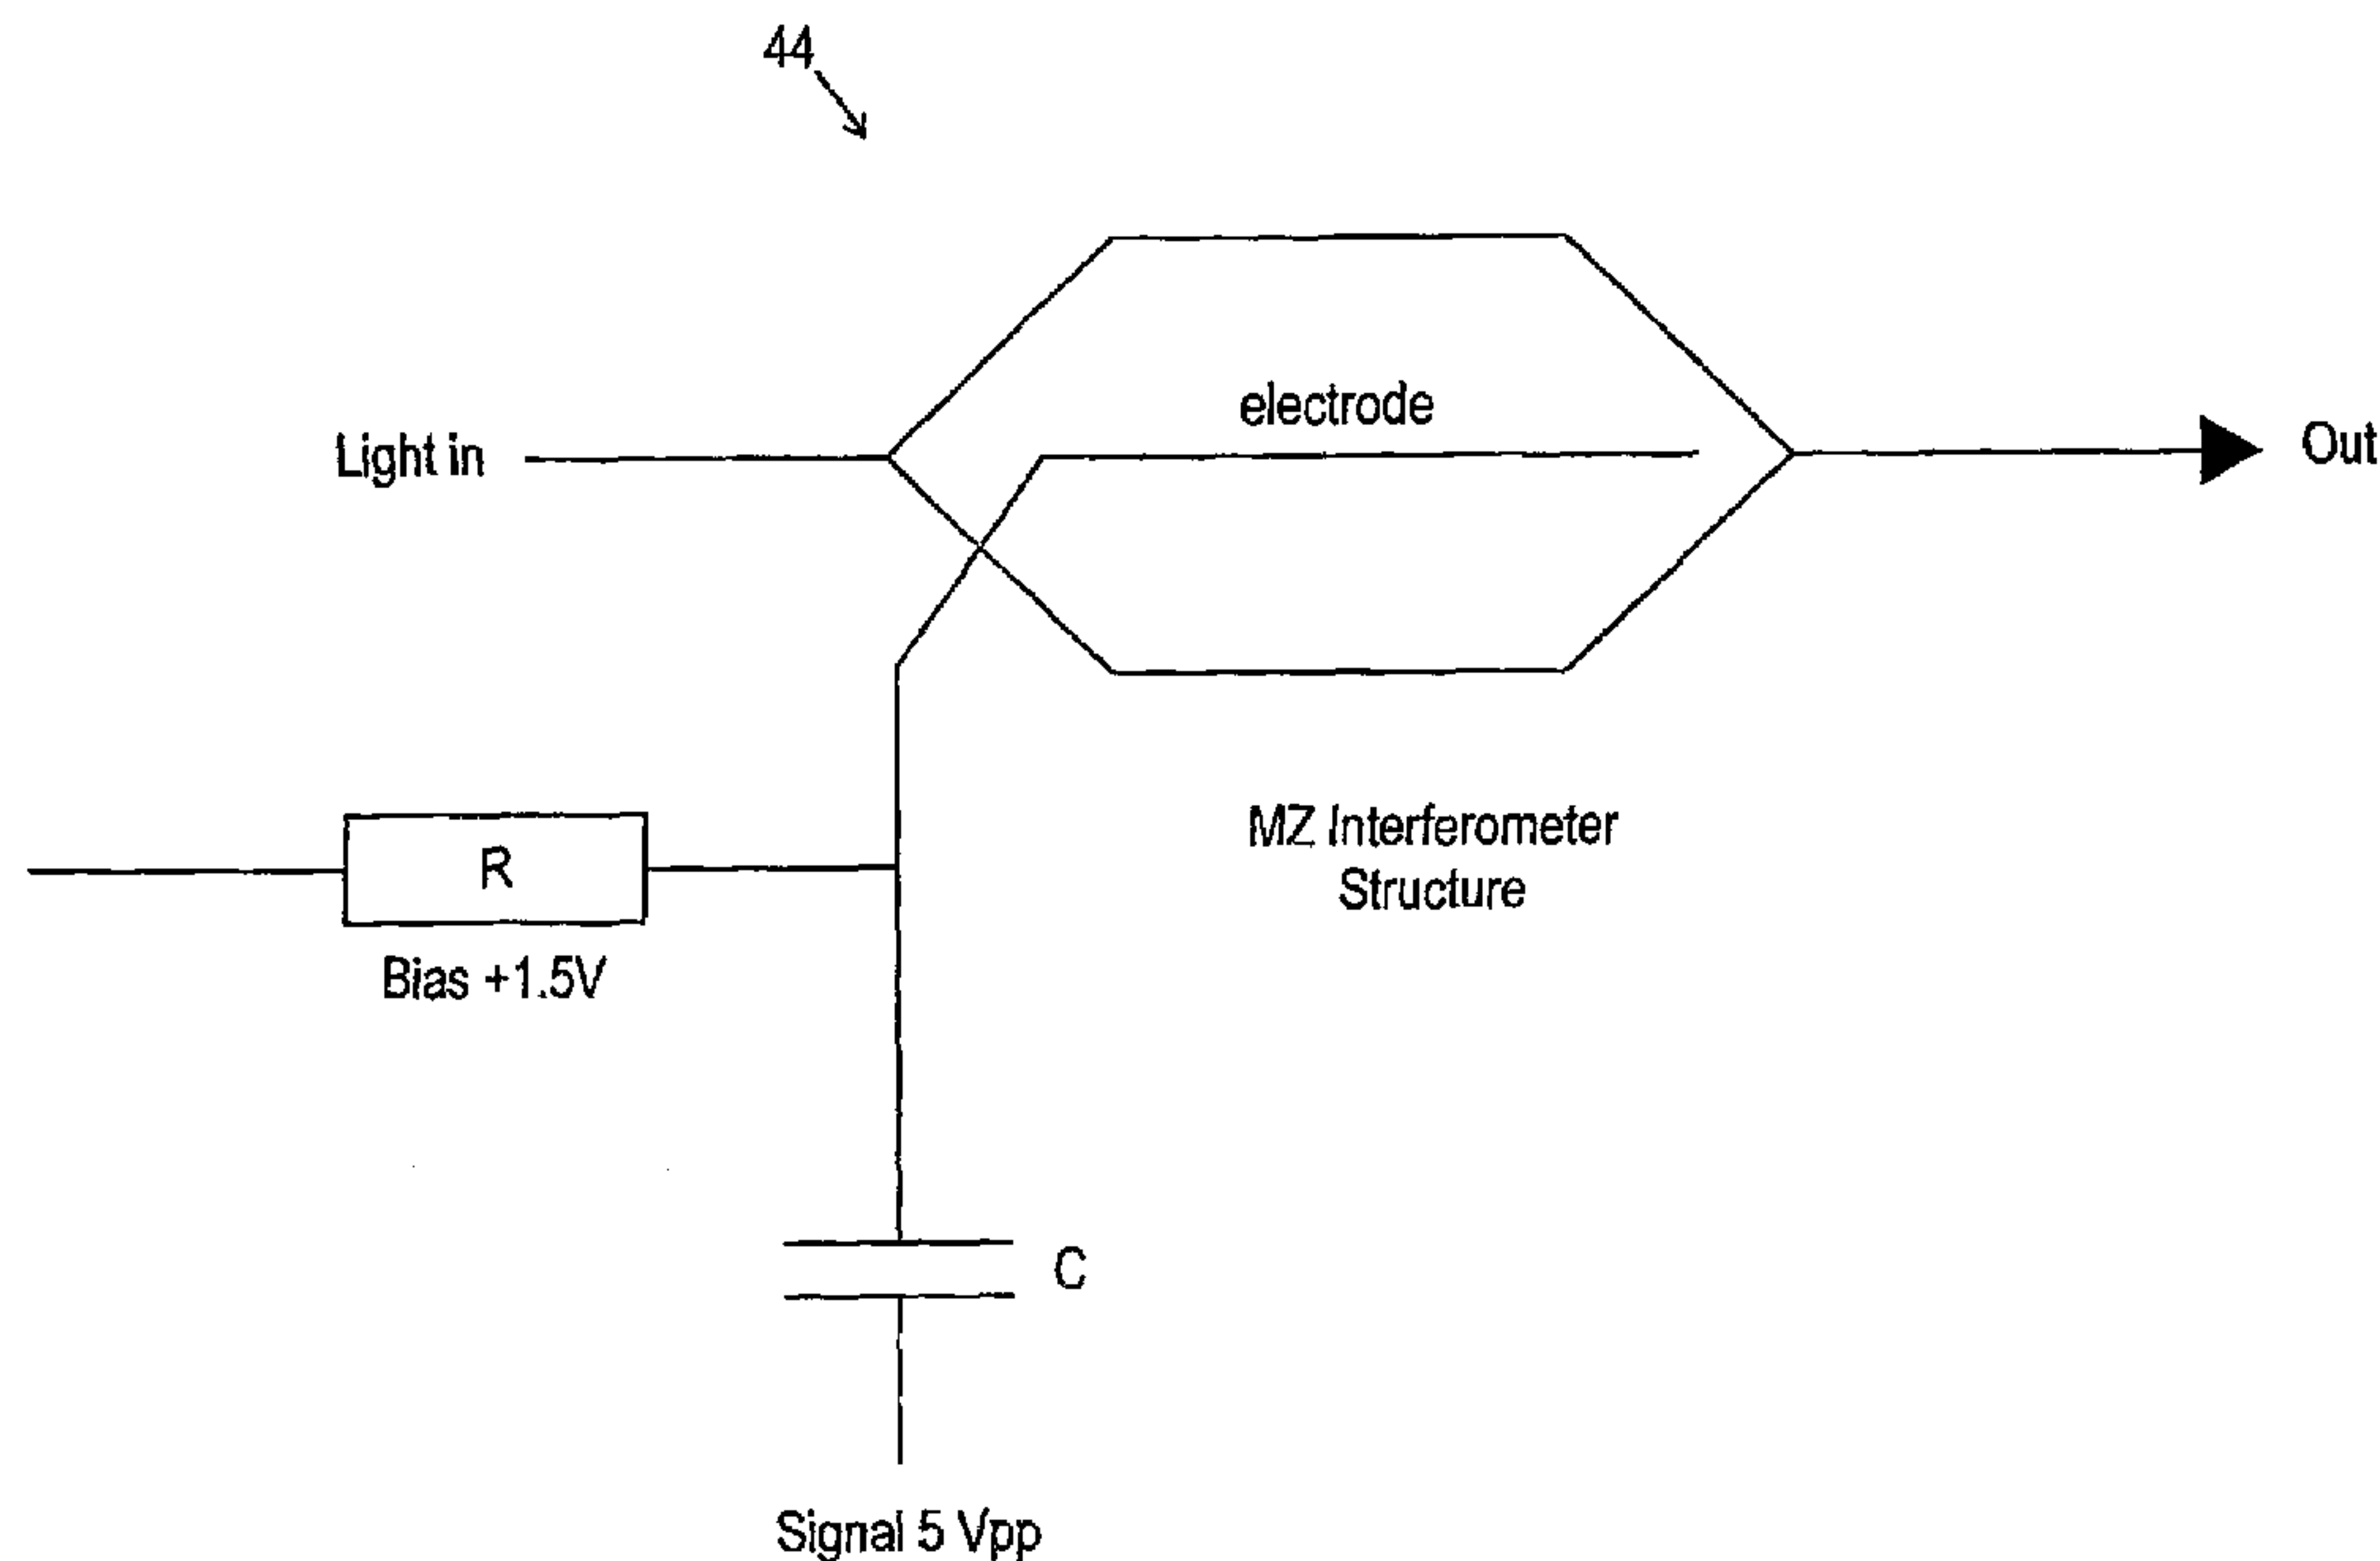 44
electrode
Light in
Out
MZ Interferometer
Structure
R
Bias +1.5V
C
Signal 5 Vpp